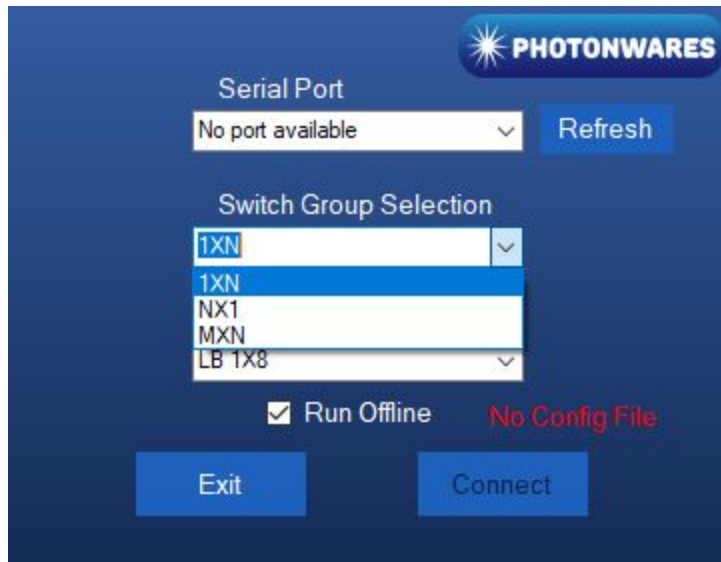 PHOTONWARES
Serial Port
No port available
Refresh
Switch Group Selection
1XN
1XN
NX1
MXN
LB 1X8
Run Offline
No Config File
Exit
Connect